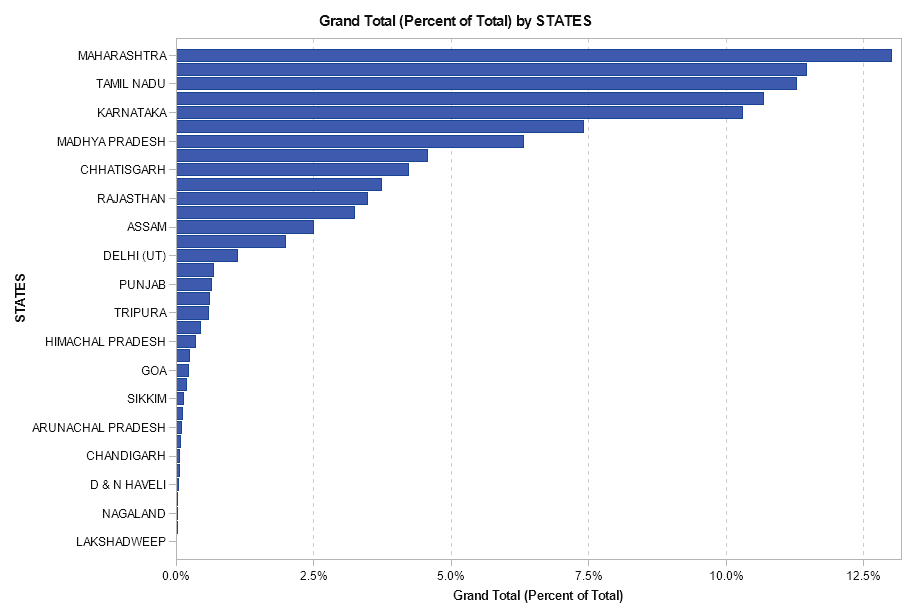 Grand Total (Percent of Total) by STATES
STATES
MAHARASHTRA
TAMIL NADU
KARNATAKA
MADHYA PRADESH
CHHATISGARH
RAJASTHAN
ASSAM
DELHI (UT)
PUNJAB
TRIPURA
HIMACHAL PRADESH
GOA
SIKKIM
ARUNACHAL PRADESH
CHANDIGARH
D & N HAVELI
NAGALAND
LAKSHADWEEP
0.0% 2.5% 5.0% 7.5% 10.0% 12.5%
Grand Total (Percent of Total)